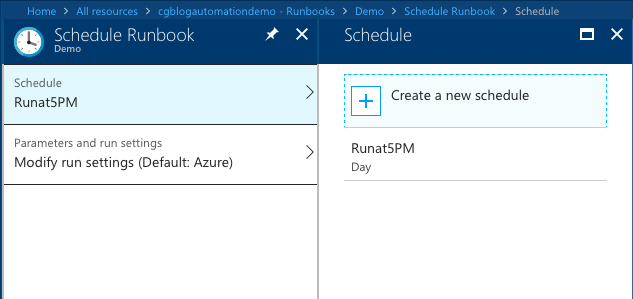 Home > All resources > cgblogautomationdemo - Runbooks > Demo > Schedule Runbook > Schedule
Schedule Runbook
Demo
Schedule
Runat5PM
Parameters and run settings
Modify run settings (Default: Azure)
Schedule
Create a new schedule
Runat5PM
Day